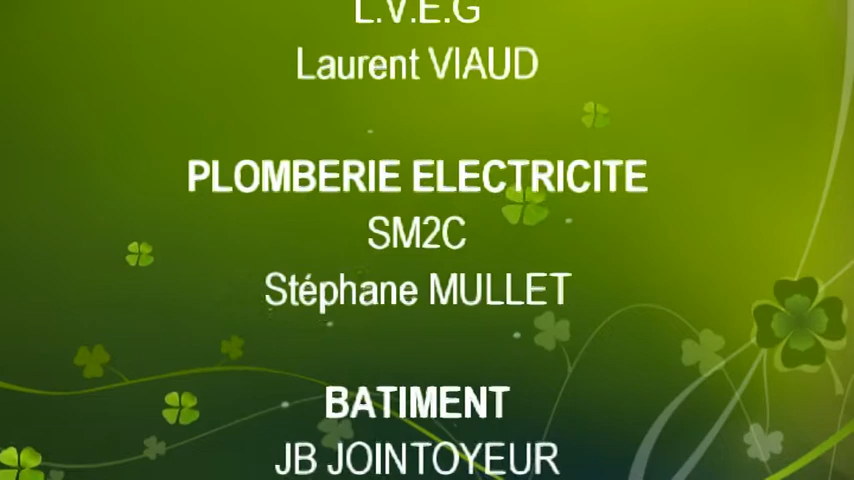 L.V.E.G
Laurent VIAUD
PLOMBERIE ELECTRICITE
SM2C
Stéphane MULLET
BATIMENT
JB JOINTOYEUR